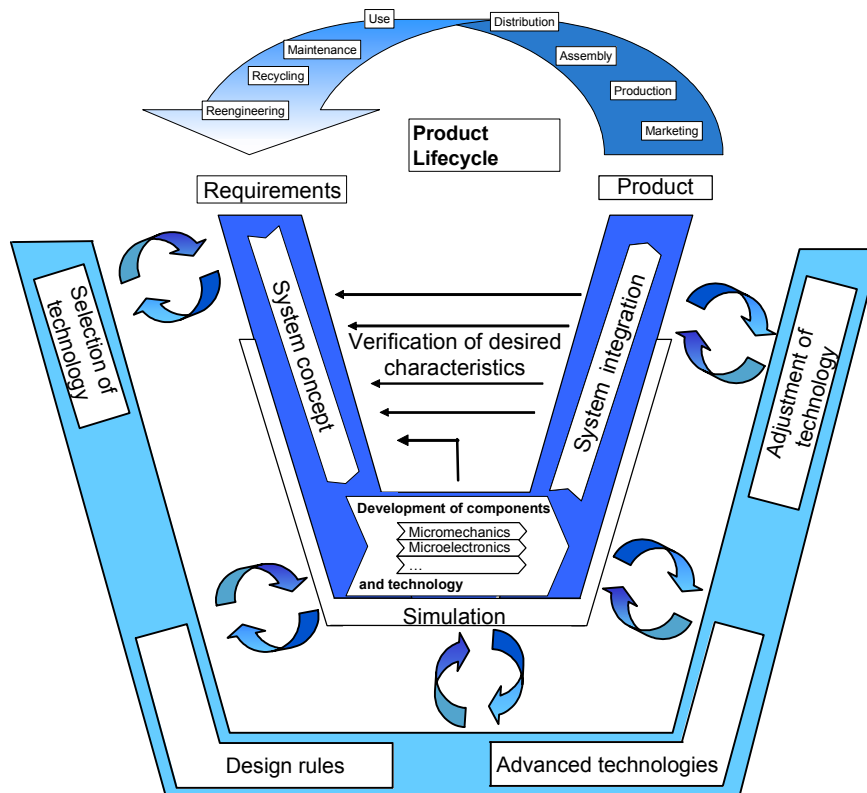 Use
Distribution
Maintenance
Assembly
Recycling
Production
Reengineering
Marketing
Product
Lifecycle
Requirements
Product
Selection of
technology
System concept
Verification of desired
characteristics
System integration
Adjustment of
technology
Development of components
Micromechanics
Microelectronics
...
and technology
Simulation
Design rules
Advanced technologies